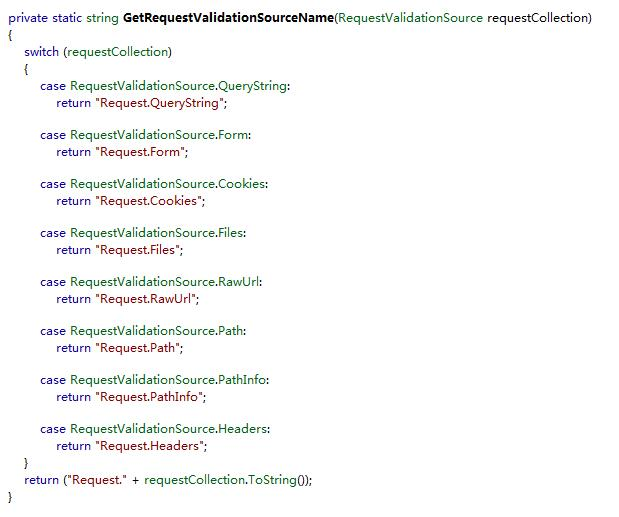 private static string GetRequestValidationSourceName(RequestValidationSource requestCollection)
{
switch (requestCollection)
{
case RequestValidationSource.QueryString:
return "Request.QueryString";
case RequestValidationSource.Form:
return "Request.Form";
case RequestValidationSource.Cookies:
return "Request.Cookies";
case RequestValidationSource.Files:
return "Request.Files";
case RequestValidationSource.RawUrl:
return "Request.RawUrl";
case RequestValidationSource.Path:
return "Request.Path";
case RequestValidationSource.PathInfo:
return "Request.PathInfo";
case RequestValidationSource.Headers:
return "Request.Headers";
}
return ("Request." + requestCollection.ToString());
}